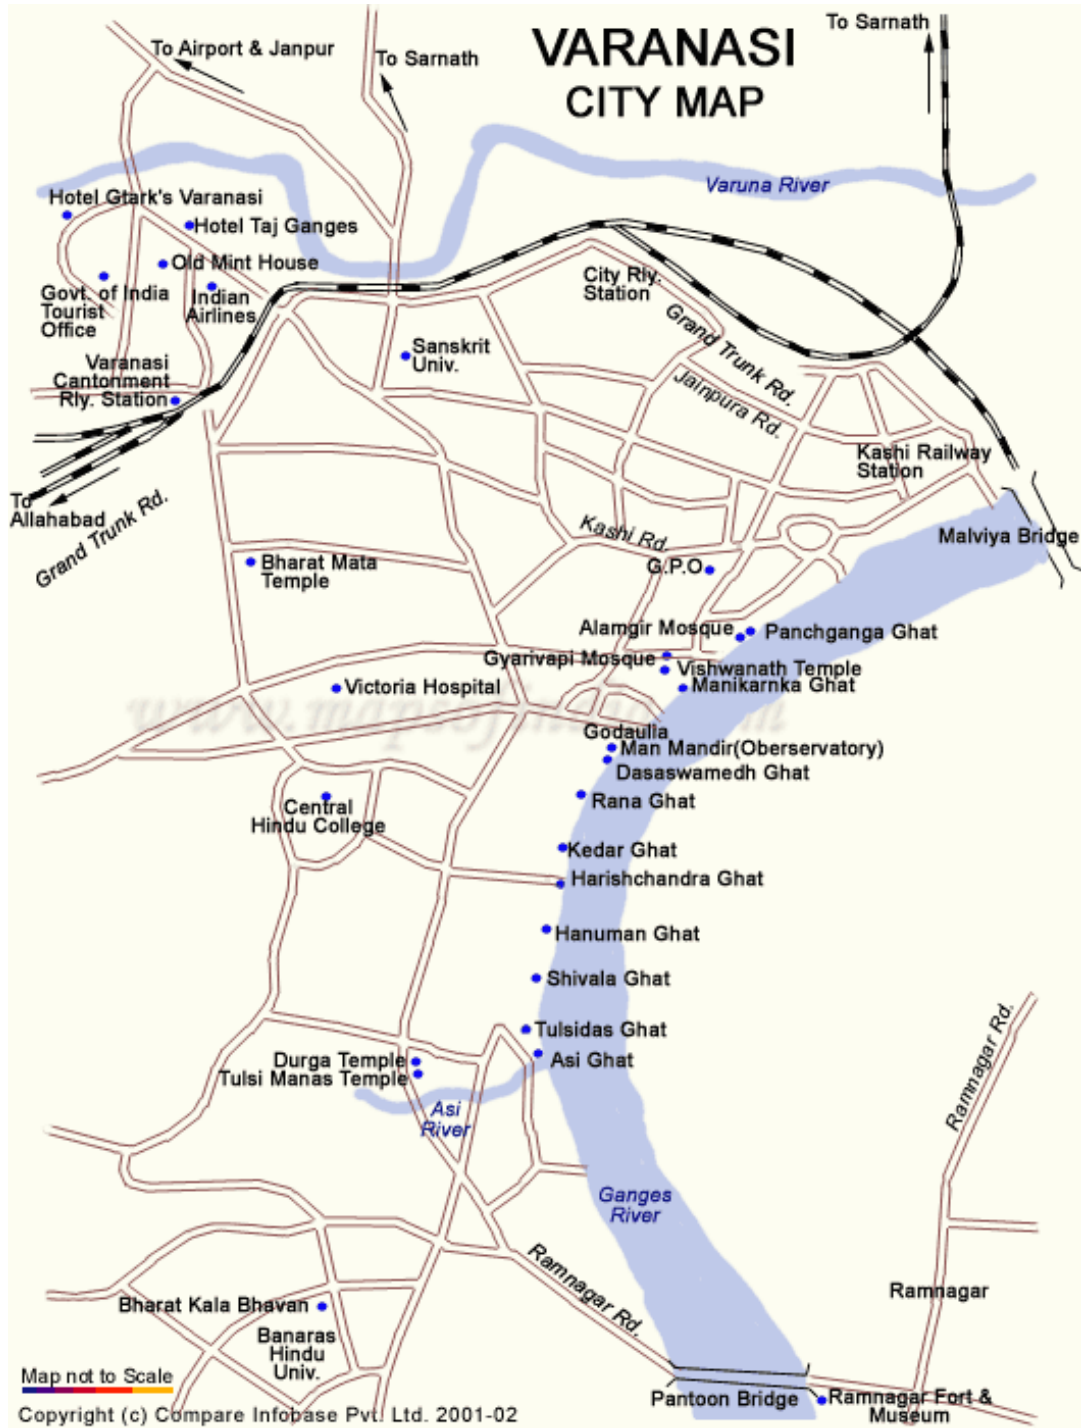 To Airport & Janpur
To Sarnath
VARANASI
CITY MAP
To Sarnath
Varuna River
Hotel Gtark's Varanasi
Hotel Taj Ganges
Old Mint House
Govt. of India
Tourist
Office
Indian
Airlines
City Rly.
Station
Grand Trunk Rd.
Jainpura Rd.
Sanskrit
Univ.
Varanasi
Cantonment
Rly. Station
Kashi Railway
Station
To
Allahabad
Grand Trunk Rd.
Malviya Bridge
Kashi Rd.
G.P.O
Bharat Mata
Temple
Alamgir Mosque
Panchganga Ghat
Gyarivapi Mosque
Vishwanath Temple
Manikarnka Ghat
Victoria Hospital
www.mapsofindia.com
Godaulla
Man Mandir(Oberservatory)
Dasaswamedh Ghat
Rana Ghat
Central
Hindu College
Kedar Ghat
Harishchandra Ghat
Hanuman Ghat
Shivala Ghat
Tulsidas Ghat
Asi Ghat
Durga Temple
Tulsi Manas Temple
Asi
River
Ramnagar Rd.
Ganges
River
Ramnagar Rd.
Ramnagar
Bharat Kala Bhavan
Banaras
Hindu
Univ.
Pantoon Bridge
Ramnagar Fort &
Museum
Map not to Scale
Copyright (c) Compare Infobase Pvt. Ltd. 2001-02